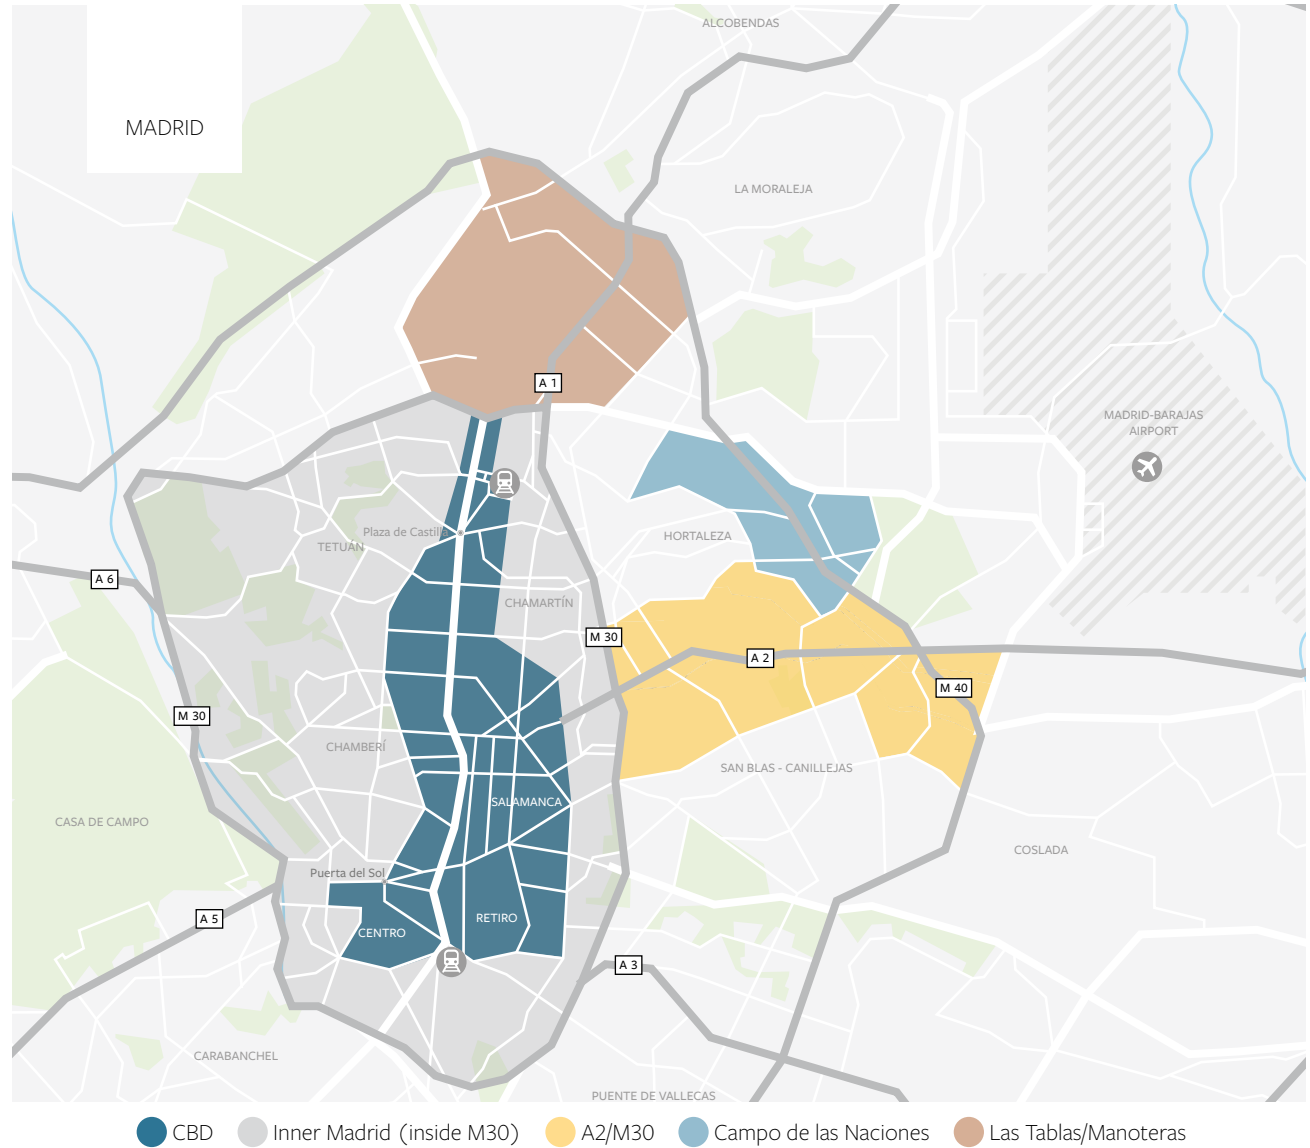 ALCOBENDAS
MADRID
LA MORALEJA
A 1
MADRID-BARAJAS
AIRPORT
Plaza de Castilla
HORTALEZA
TETUÁN
A 6
CHAMARTÍN
M 30
A 2
M 40
M 30
CHAMBERÍ
SAN BLAS - CANILLEJAS
SALAMANCA
CASA DE CAMPO
COSLADA
Puerta del Sol
A 5
RETIRO
CENTRO
A 3
CARABANCHEL
PUENTE DE VALLECAS
CBD
Inner Madrid (inside M30)
A2/M30
Campo de las Naciones
Las Tablas/Manoteras